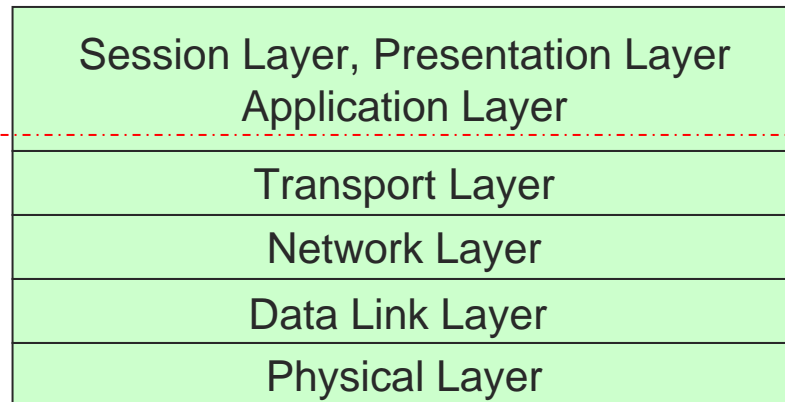 Session Layer, Presentation Layer
Application Layer
Transport Layer
Network Layer
Data Link Layer
Physical Layer